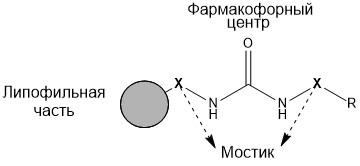 Фармакофорный
центр
O
Липофильная
часть
X
N
H
N
H
X
R
Мостик